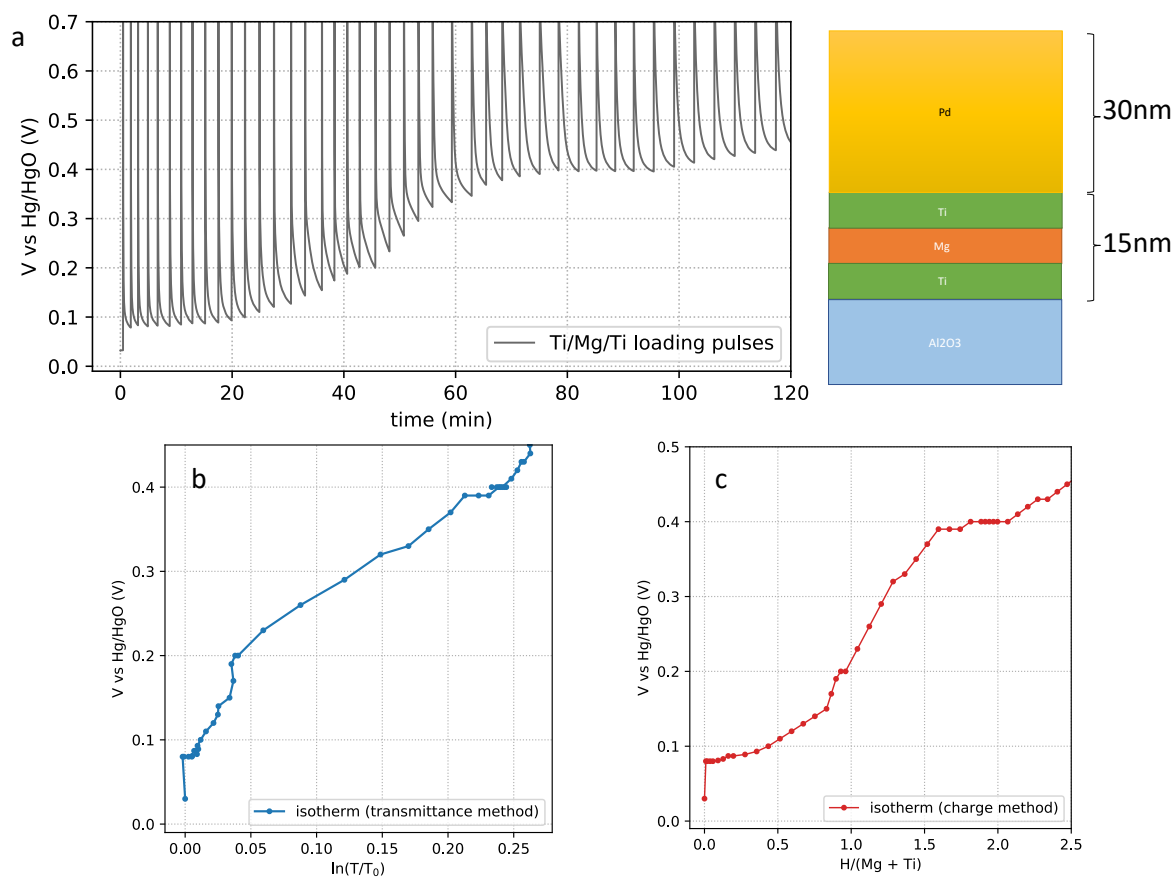 a
V vs Hg/HgO (V)
0.7
0.6
0.5
0.4
0.3
0.2
0.1
0.0
0 20 40 60 80 100 120
time (min)
Ti/Mg/Ti loading pulses
Pd
Ti
Mg
Ti
Al2O3
30nm
15nm
b
V vs Hg/HgO (V)
0.4
0.3
0.2
0.1
0.0
0.00 0.05 0.10 0.15 0.20 0.25
ln(T/T₀)
isotherm (transmittance method)
c
V vs Hg/HgO (V)
0.5
0.4
0.3
0.2
0.1
0.0
0.0 0.5 1.0 1.5 2.0 2.5
H/(Mg + Ti)
isotherm (charge method)